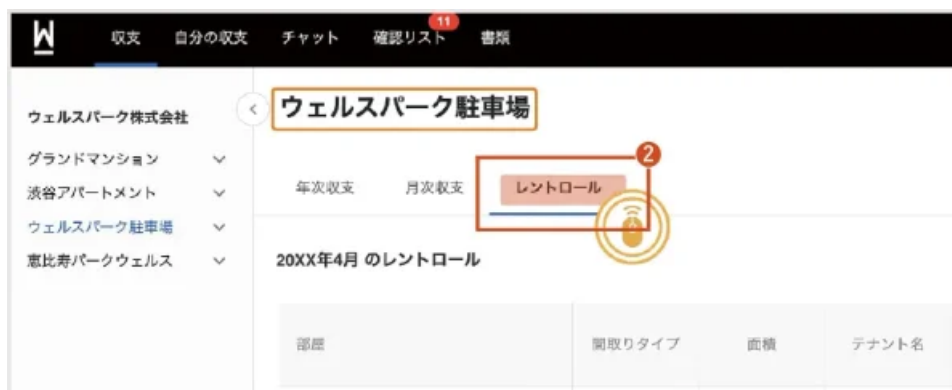 W
11
収支 自分の収支 チャット 確認リスト 書類
ウェルスパーク株式会社
グランドマンション
渋谷アパートメント
ウェルスパーク駐車場
恵比寿パークウェルス
ウェルスパーク駐車場
2
年次収支 月次収支 レントロール
20XX年4月 のレントロール
部屋 間取りタイプ 面積 テナント名